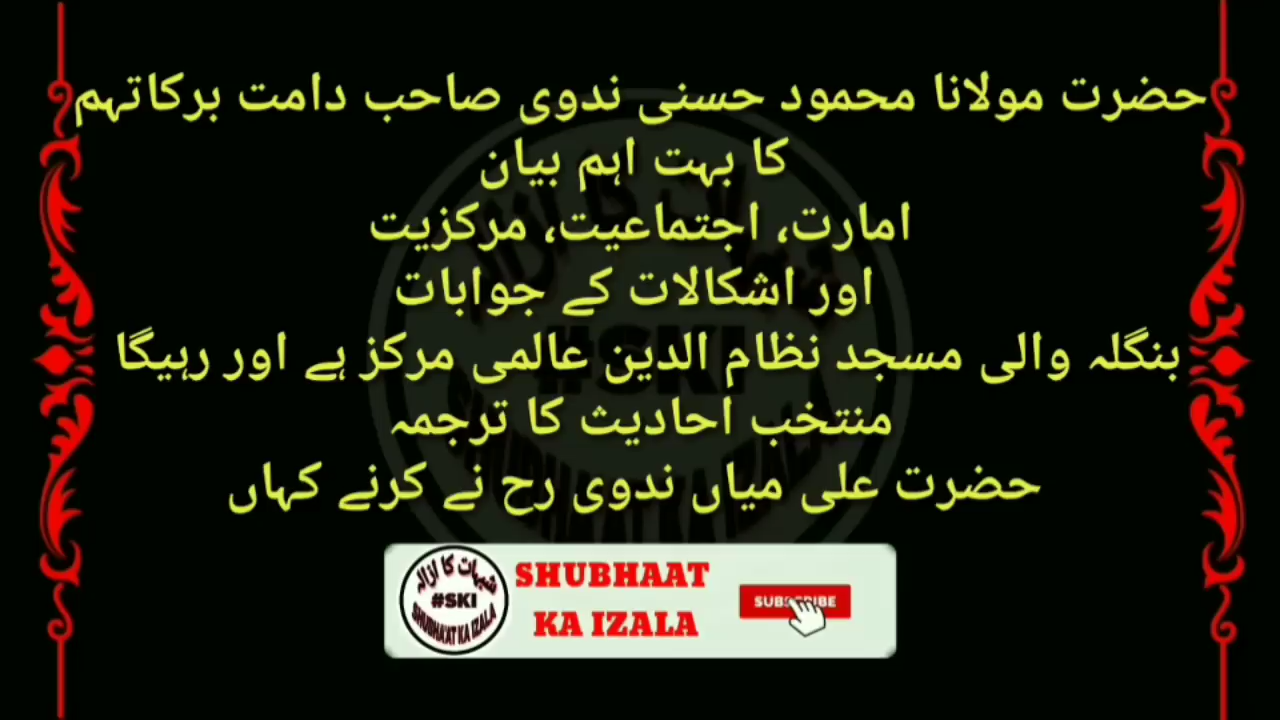 حضرت مولانا محمود حسنی ندوی صاحب دامت برکاتہم
کا بہت اہم بیان
امارت، اجتماعیت، مرکزیت
اور اشکالات کے جوابات
بنگلہ والی مسجد نظام الدین عالمی مرکز ہے اور رہیگا
منتخب احادیث کا ترجمہ
حضرت علی میاں ندوی رح نے کرنے کہاں
شبہات کا ازالہ
#SKI
SHUBHAAT KA IZALA
SHUBHAAT
KA IZALA
SUBSCRIBE